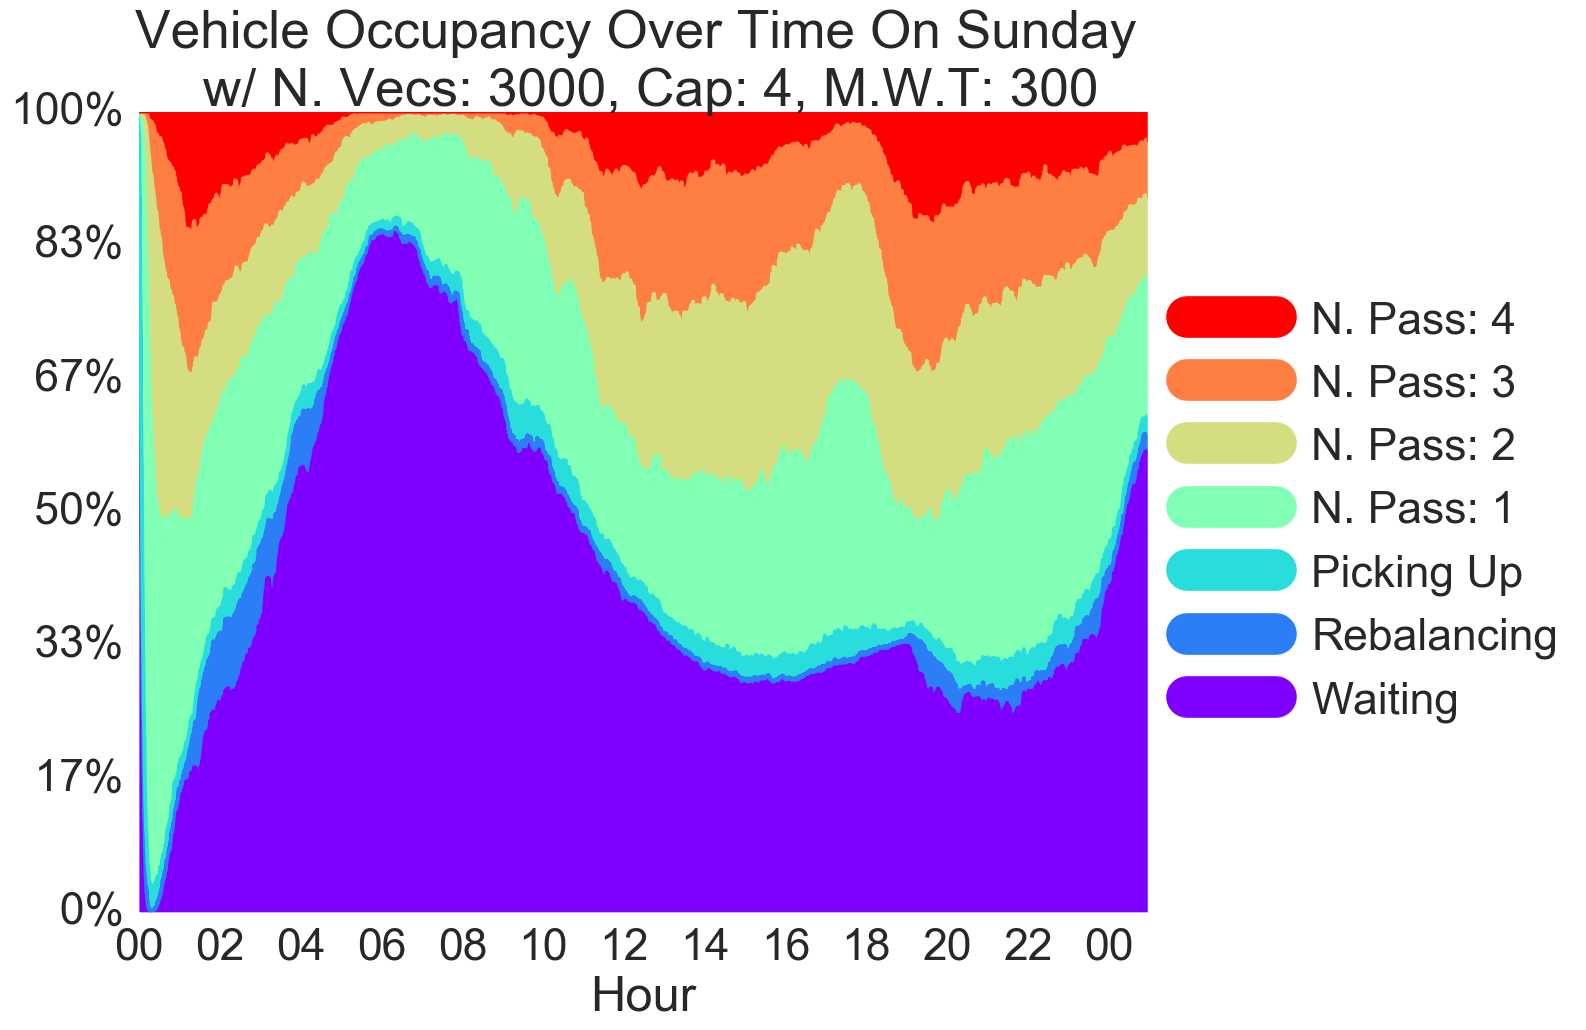 Vehicle Occupancy Over Time On Sunday
w/ N. Vecs: 3000, Cap: 4, M.W.T: 300
100%
83%
67%
50%
33%
17%
0%
00 02 04 06 08 10 12 14 16 18 20 22 00
Hour
N. Pass: 4
N. Pass: 3
N. Pass: 2
N. Pass: 1
Picking Up
Rebalancing
Waiting